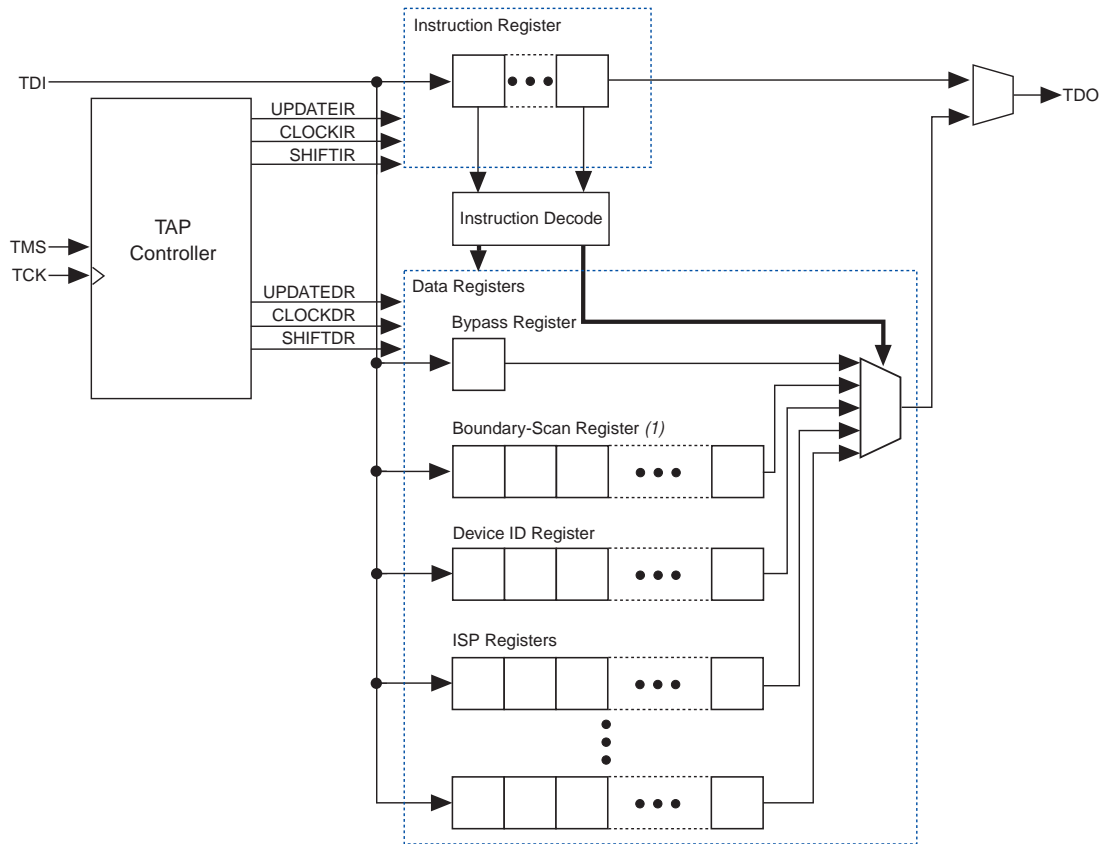 Instruction Register
TDI
TDO
UPDATEIR
CLOCKIR
SHIFTIR
TAP
Controller
Instruction Decode
TMS
TCK
Data Registers
UPDATEDR
CLOCKDR
SHIFTDR
Bypass Register
Boundary-Scan Register (1)
Device ID Register
ISP Registers